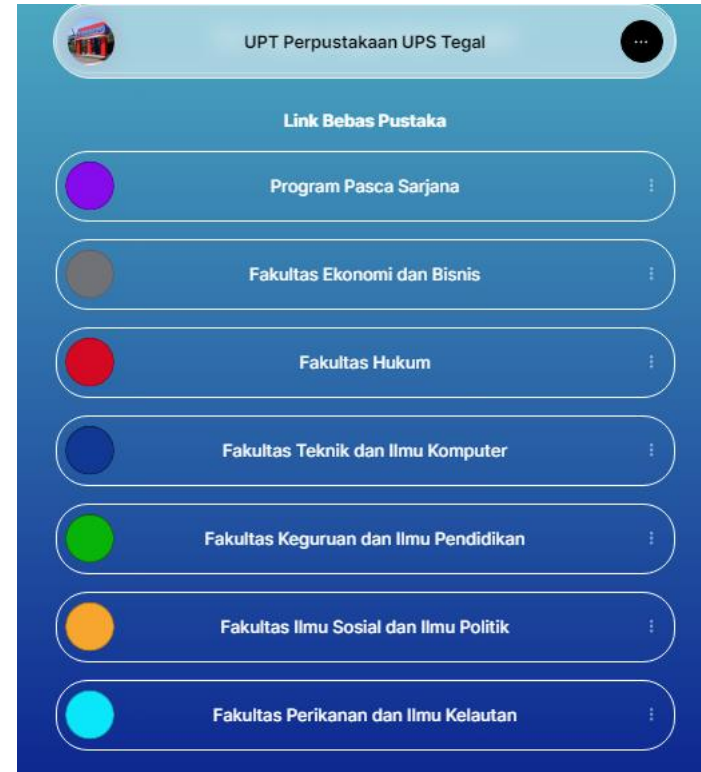 UPT Perpustakaan UPS Tegal
Link Bebas Pustaka
Program Pasca Sarjana
Fakultas Ekonomi dan Bisnis
Fakultas Hukum
Fakultas Teknik dan Ilmu Komputer
Fakultas Keguruan dan Ilmu Pendidikan
Fakultas Ilmu Sosial dan Ilmu Politik
Fakultas Perikanan dan Ilmu Kelautan